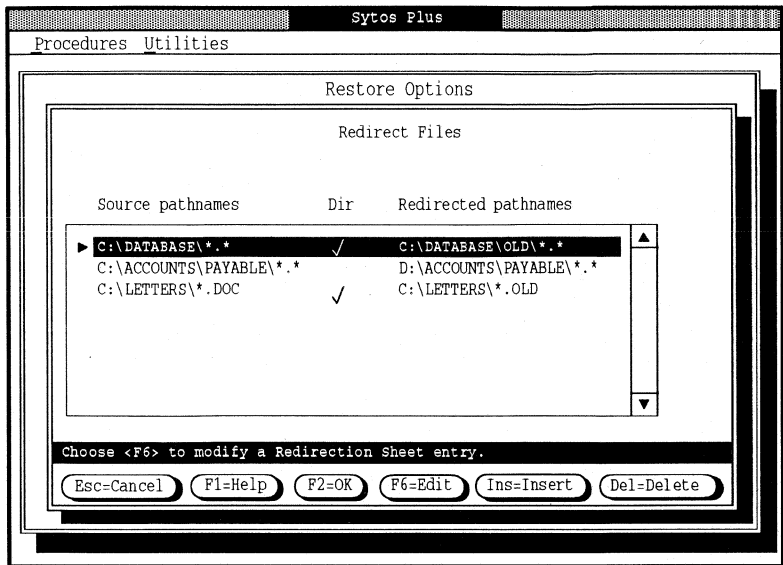 Sytos Plus
Procedures Utilities
Restore Options
Redirect Files
Source pathnames Dir Redirected pathnames
► C:\DATABASE\*.* √ C:\DATABASE\OLD\*.*
C:\ACCOUNTS\PAYABLE\*.* D:\ACCOUNTS\PAYABLE\*.*
C:\LETTERS\*.DOC √ C:\LETTERS\*.OLD
Choose <F6> to modify a Redirection Sheet entry.
Esc=Cancel F1=Help F2=OK F6=Edit Ins=Insert Del=Delete